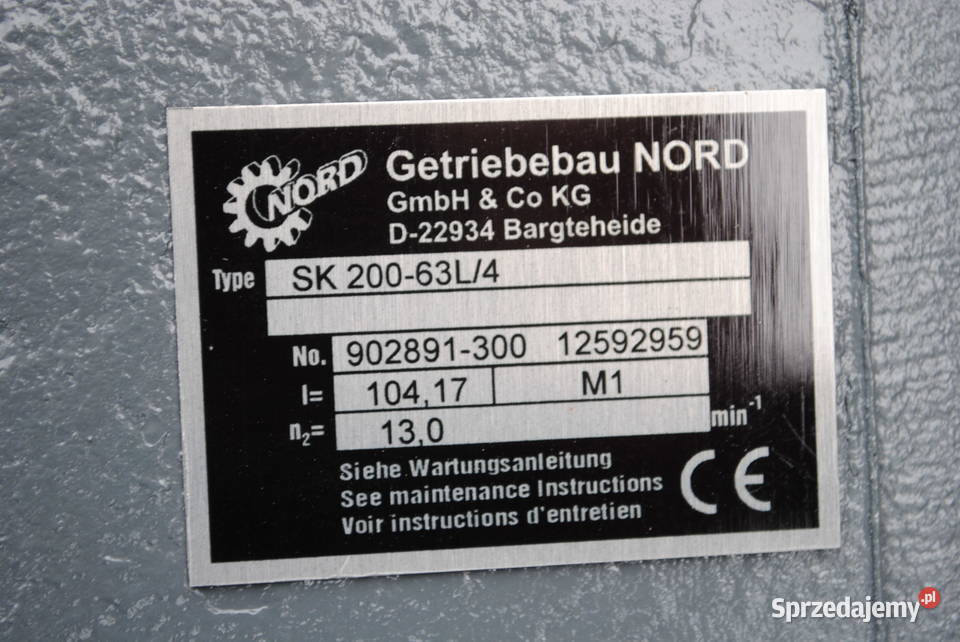 NORD
Getriebebau NORD
GmbH & Co KG
D-22934 Bargteheide
Type SK 200-63L/4
No. 902891-300 12592959
I= 104,17 M1
n₂= 13,0 min⁻¹
Siehe Wartungsanleitung
See maintenance Instructions
Voir instructions d'entretien
CE
Sprzedajemy.pl